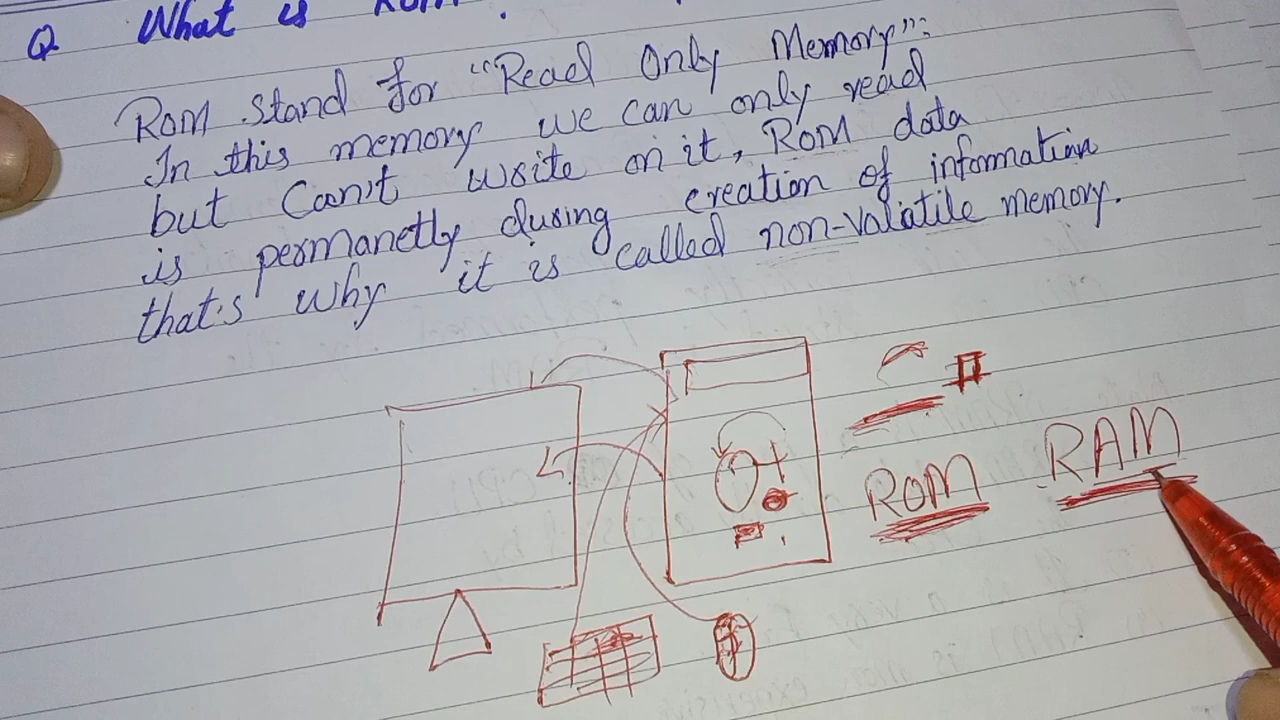 Q What is ROM.
ROM stand for "Read Only Memory":
In this memory we can only read
but Can't write on it, ROM data
is permanetly during creation of information
that's why it is called non-volatile memory.
ROM RAM